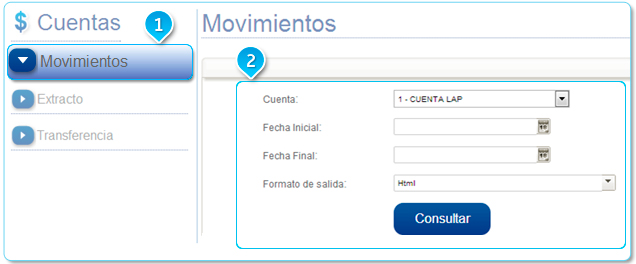 $ Cuentas
1
Movimientos
Extracto
Transferencia
Movimientos
2
Cuenta:
1 - CUENTA LAP
Fecha Inicial:
Fecha Final:
Formato de salida:
Html
Consultar